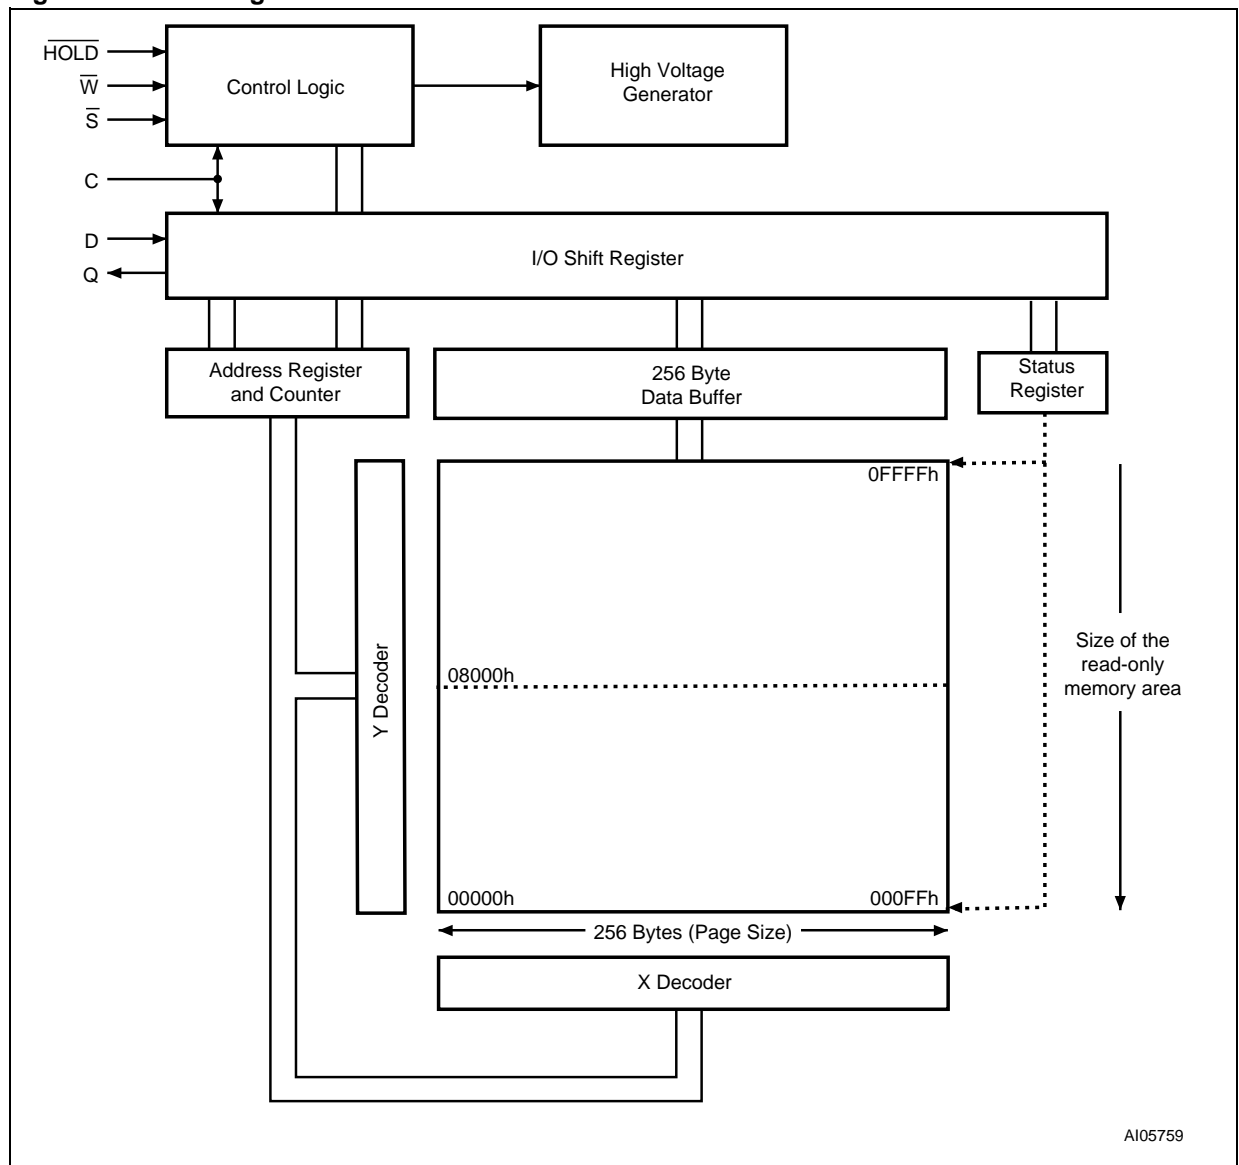 HOLD
W
S
C
D
Q
Control Logic
High Voltage
Generator
I/O Shift Register
Address Register
and Counter
256 Byte
Data Buffer
Status
Register
0FFFFh
Y Decoder
08000h
Size of the
read-only
memory area
00000h
000FFh
256 Bytes (Page Size)
X Decoder
AI05759